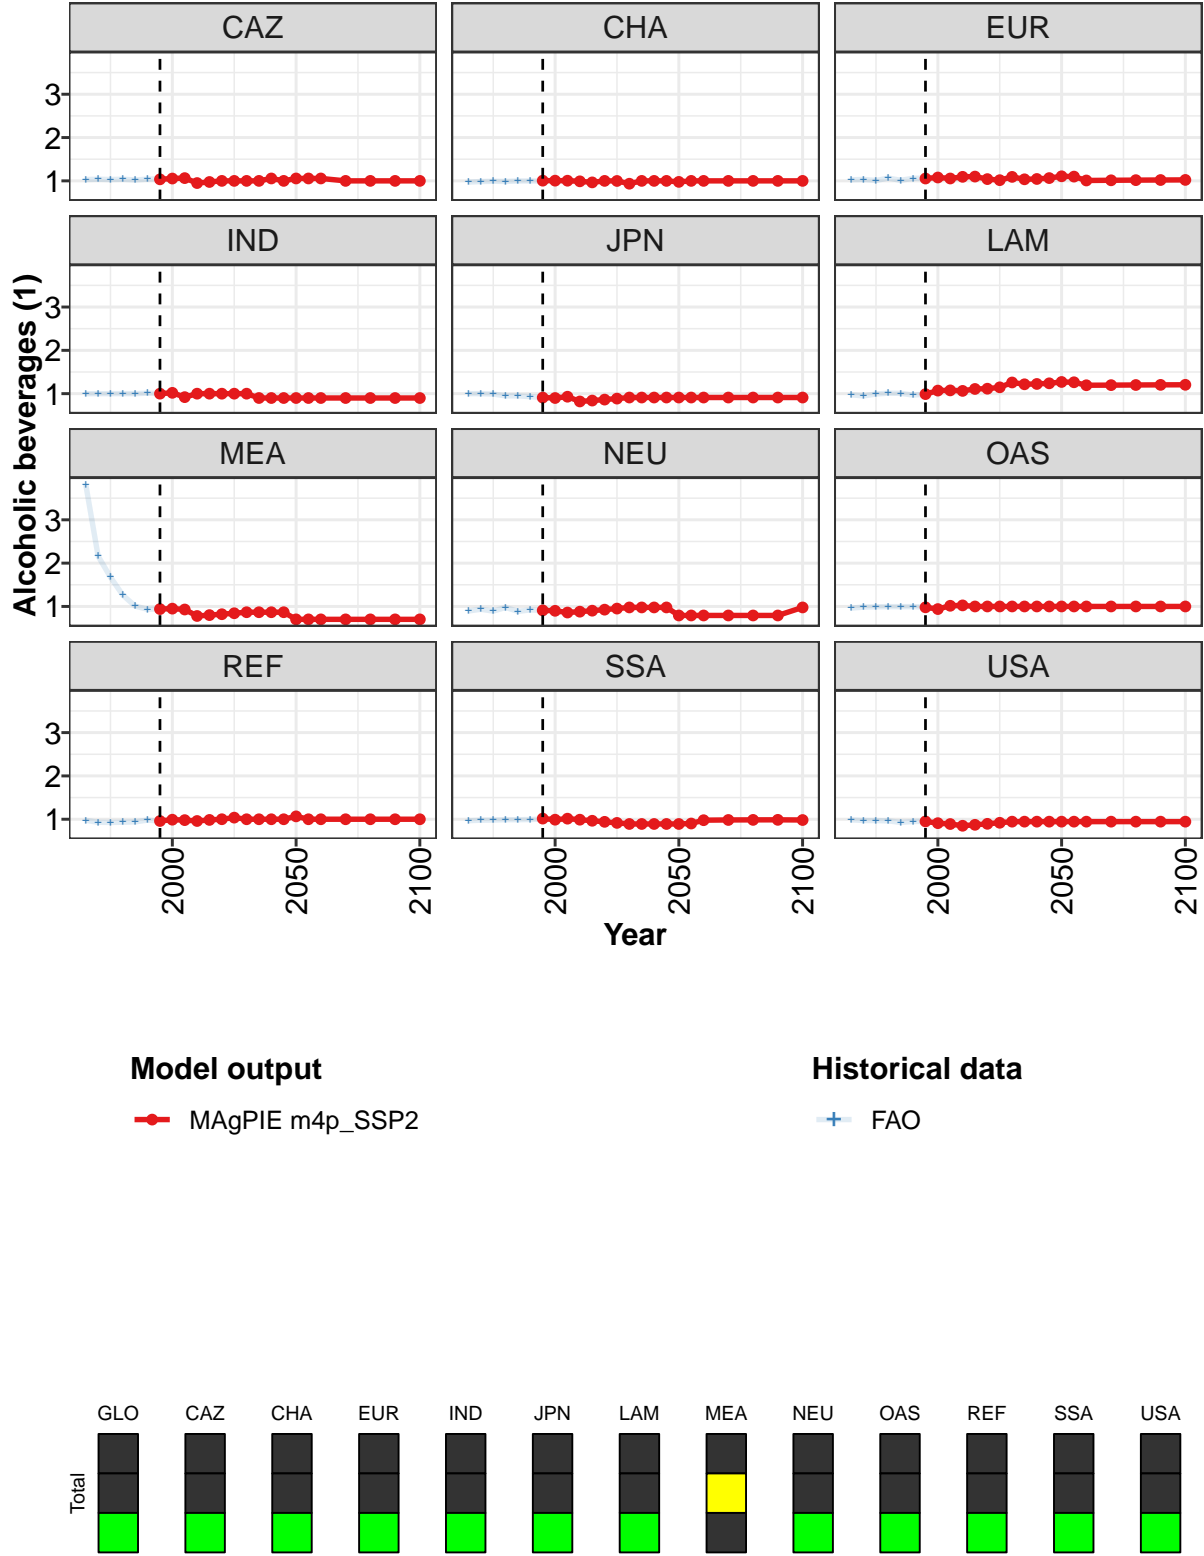 CAZ CHA EUR
3
2
1
IND JPN LAM
3
2
1
MEA NEU OAS
3
2
1
REF SSA USA
3
2
1
Alcoholic beverages (1)
2000 2050 2100 2000 2050 2100 2000 2050 2100
Year
Model output Historical data
MAgPIE m4p_SSP2 FAO
GLO CAZ CHA EUR IND JPN LAM MEA NEU OAS REF SSA USA
Total